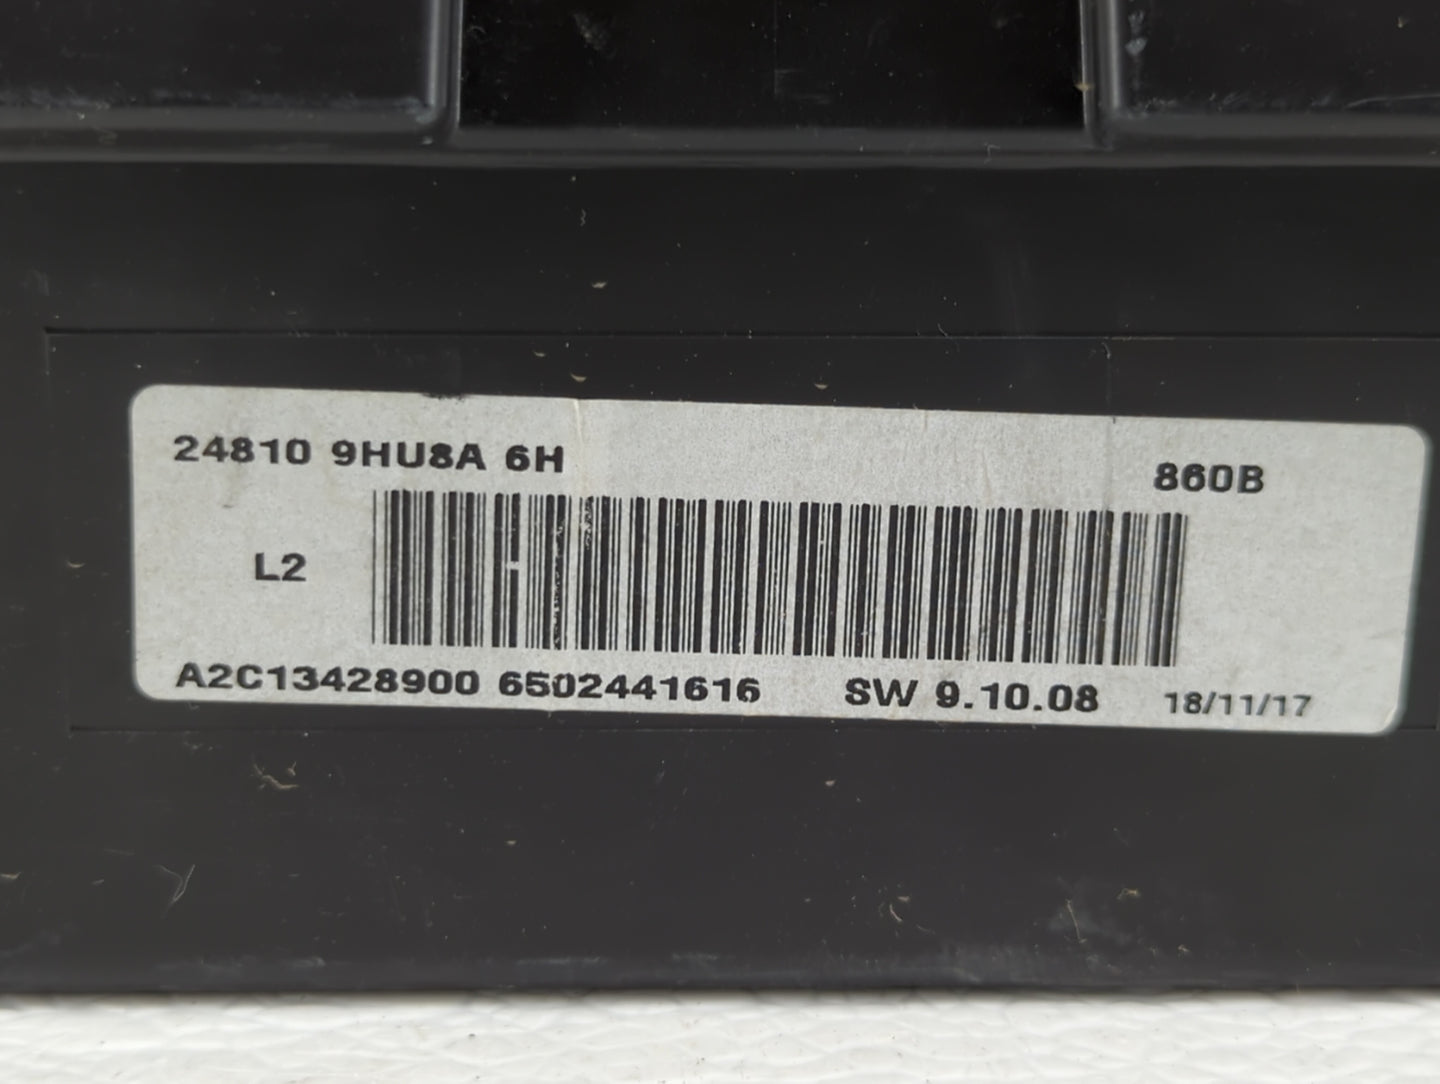 24810 9HU8A 6H
860B
L2
A2C13428900 6502441616 SW 9.10.08 18/11/17